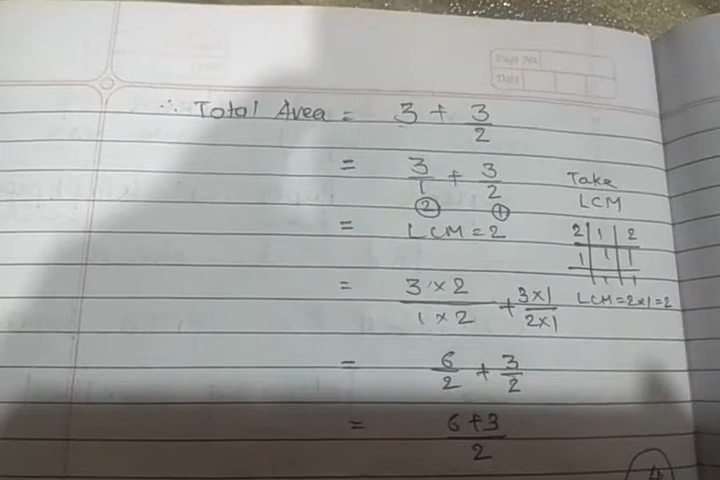 Page No
Date
∴ Total Area = 3 + 3/2
= 3/1 + 3/2
Take
LCM
② ①
= LCM = 2
2 | 1 | 2
1 | 1 | 1
1 | 1
= 3 × 2 / 1 × 2 + 3×1 / 2×1
LCM = 2×1 = 2
= 6/2 + 3/2
= 6+3 / 2